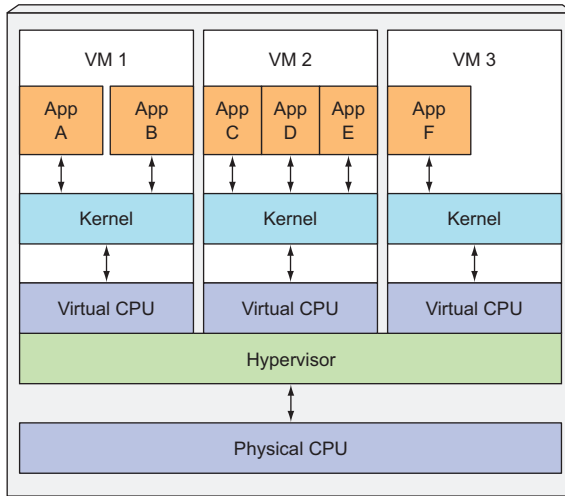 VM 1
VM 2
VM 3
App
A
App
B
App
C
App
D
App
E
App
F
Kernel
Kernel
Kernel
Virtual CPU
Virtual CPU
Virtual CPU
Hypervisor
Physical CPU